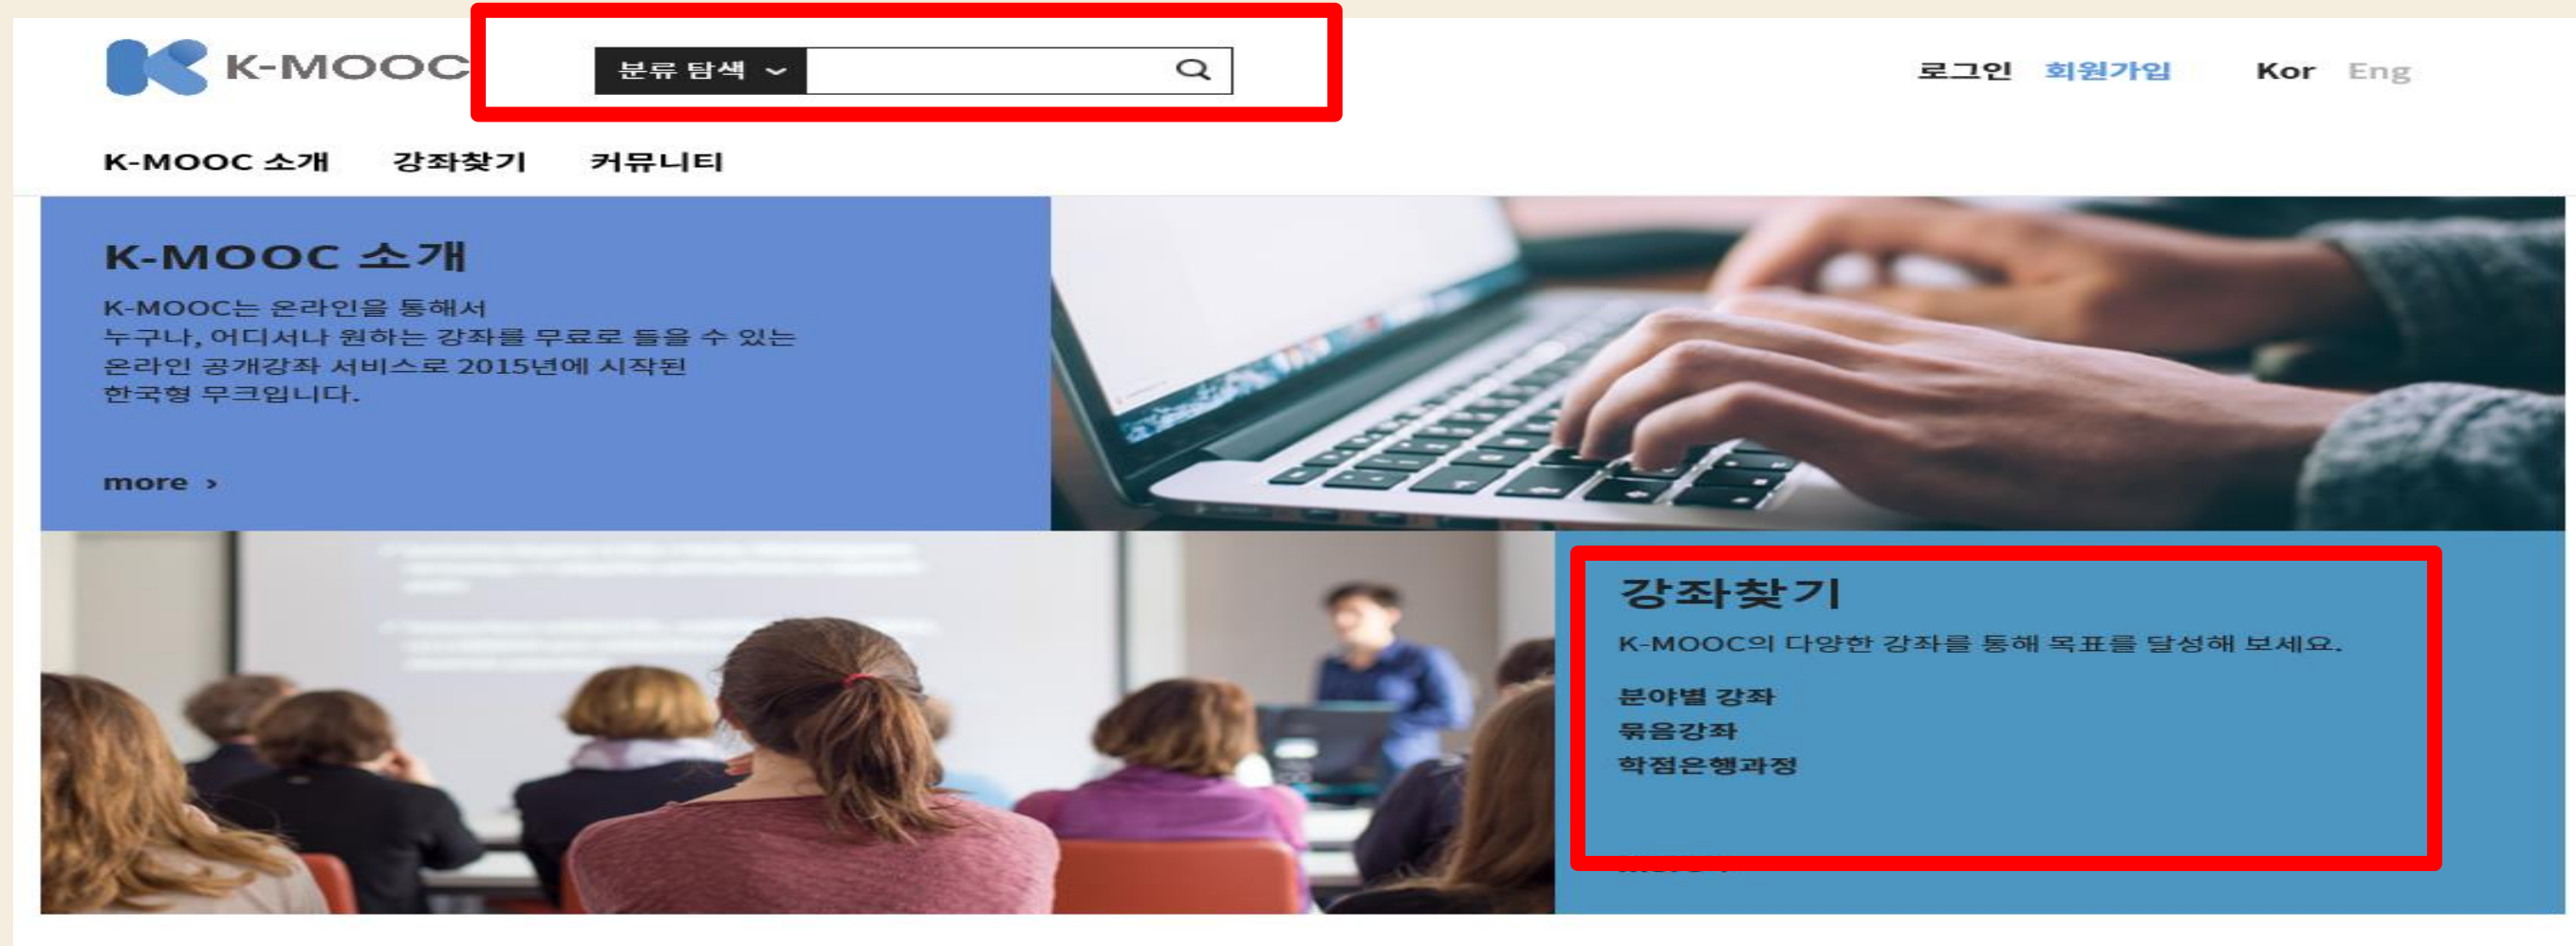 K-MOOC
분류 탐색
로그인 회원가입 Kor Eng
K-MOOC 소개 강좌찾기 커뮤니티
K-MOOC 소개
K-MOOC는 온라인을 통해서
누구나, 어디서나 원하는 강좌를 무료로 들을 수 있는
온라인 공개강좌 서비스로 2015년에 시작된
한국형 무크입니다.
more ›
강좌찾기
K-MOOC의 다양한 강좌를 통해 목표를 달성해 보세요.
분야별 강좌
묶음강좌
학점은행과정